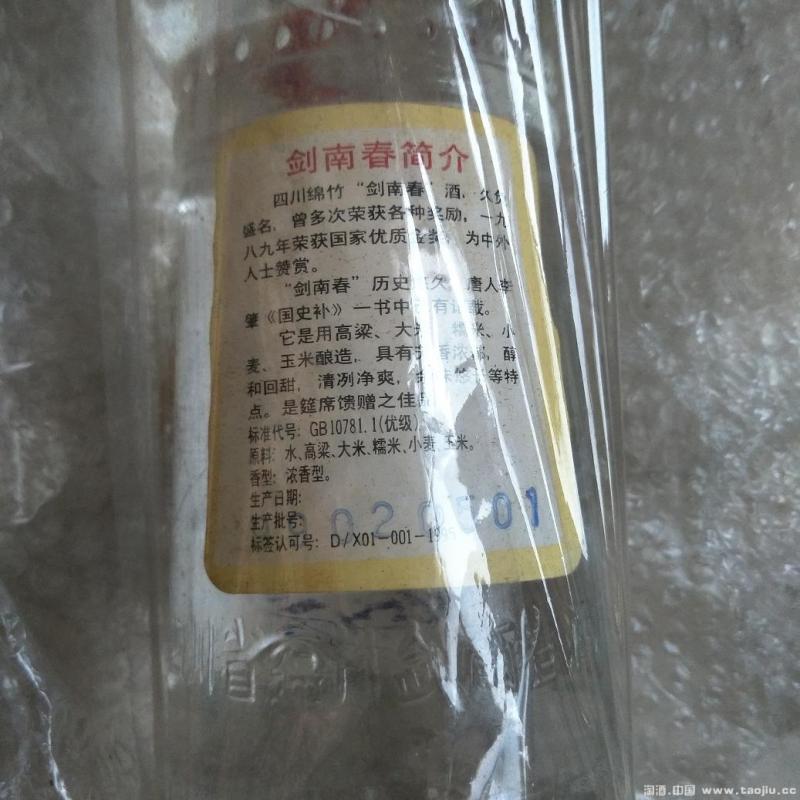 剑南春简介
四川绵竹“剑南春”酒，久负
盛名，曾多次荣获各种奖励，一九
八九年荣获国家优质金奖，为中外
人士赞赏。
“剑南春”历史 久 唐人李
肇《国史补》一书中 有 载。
它是用高粱、大米 糯米、小
麦、玉米酿造，具有 香浓郁，醇
和回甜，清冽净爽， 味悠 等特
点。是筵席馈赠之佳品
标准代号：GB10781.1(优级)
原料：水、高粱、大米、糯米、小麦、玉米。
香型：浓香型。
生产日期：
生产批号：
020501
标签认可号：D/X01-001-199
淘酒.中国 www.taojiu.cc